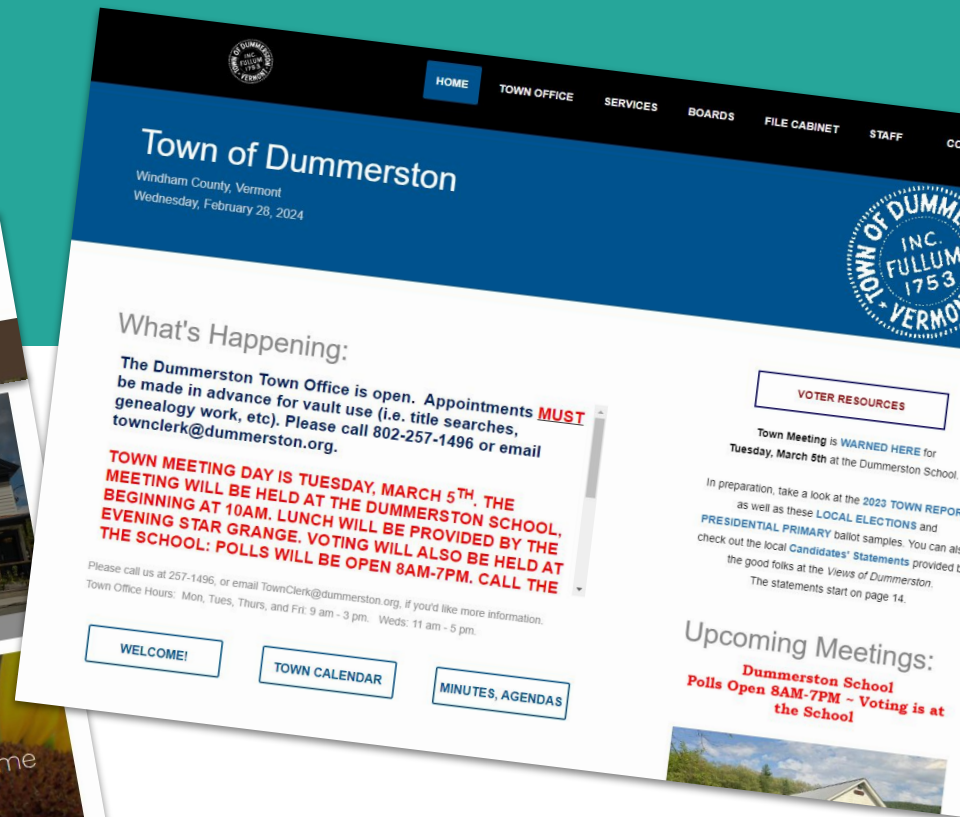 TOWN OF DUMMERSTON
INC.
FULLUM
1753
VERMONT
HOME
TOWN OFFICE
SERVICES
BOARDS
FILE CABINET
STAFF
CO
Town of Dummerston
Windham County, Vermont
Wednesday, February 28, 2024
TOWN OF DUMME
INC.
FULLUM
1753
VERMON
What's Happening:
The Dummerston Town Office is open. Appointments MUST
be made in advance for vault use (i.e. title searches,
genealogy work, etc). Please call 802-257-1496 or email
townclerk@dummerston.org.
TOWN MEETING DAY IS TUESDAY, MARCH 5TH. THE
MEETING WILL BE HELD AT THE DUMMERSTON SCHOOL,
BEGINNING AT 10AM. LUNCH WILL BE PROVIDED BY THE
EVENING STAR GRANGE. VOTING WILL ALSO BE HELD AT
THE SCHOOL: POLLS WILL BE OPEN 8AM-7PM. CALL THE
Please call us at 257-1496, or email TownClerk@dummerston.org, if you'd like more information.
Town Office Hours: Mon, Tues, Thurs, and Fri: 9 am - 3 pm. Weds: 11 am - 5 pm.
WELCOME!
TOWN CALENDAR
MINUTES, AGENDAS
VOTER RESOURCES
Town Meeting is WARNED HERE for
Tuesday, March 5th at the Dummerston School.
In preparation, take a look at the 2023 TOWN REPOR
as well as these LOCAL ELECTIONS and
PRESIDENTIAL PRIMARY ballot samples. You can als
check out the local Candidates' Statements provided b
the good folks at the Views of Dummerston.
The statements start on page 14.
Upcoming Meetings:
Dummerston School
Polls Open 8AM-7PM ~ Voting is at
the School
me